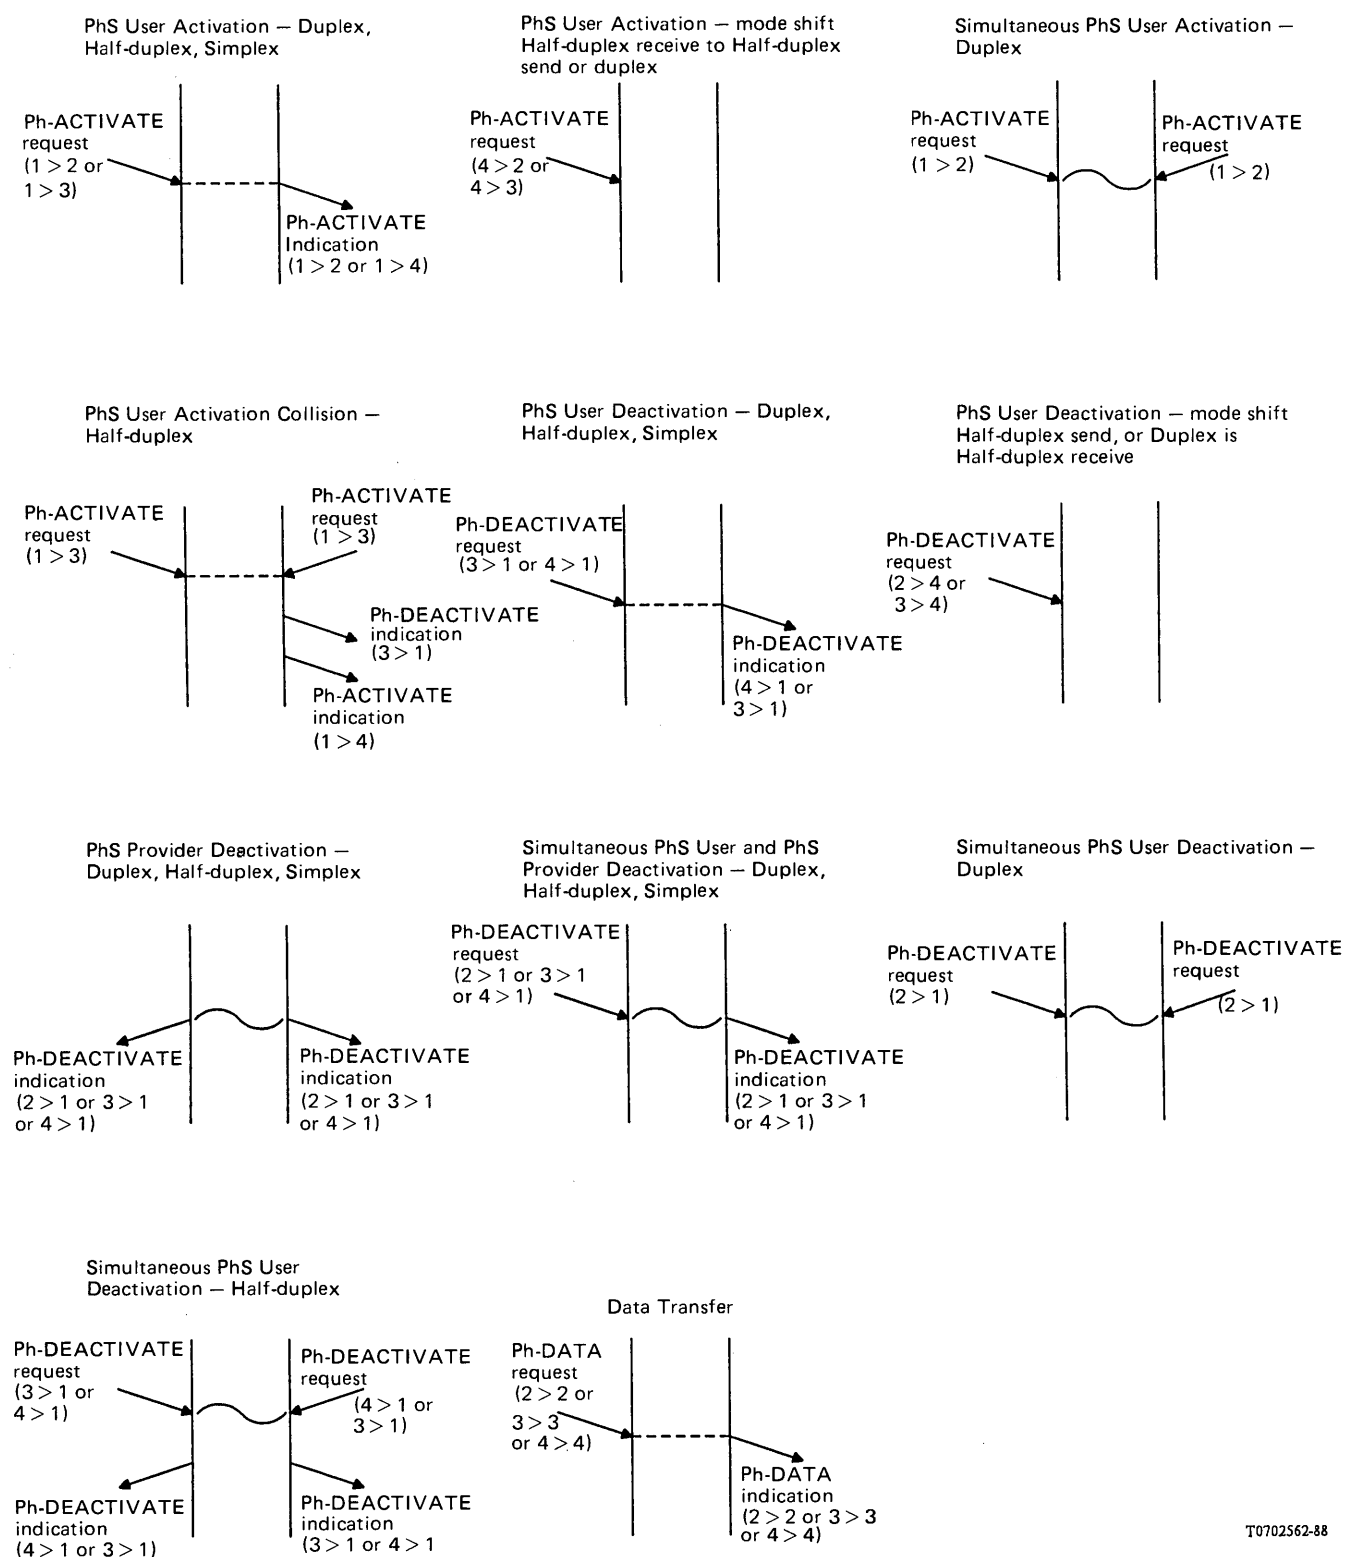 PhS User Activation — Duplex,
Half-duplex, Simplex
Ph-ACTIVATE
request
(1 > 2 or
1 > 3)
Ph-ACTIVATE
Indication
(1 > 2 or 1 > 4)
PhS User Activation — mode shift
Half-duplex receive to Half-duplex
send or duplex
Ph-ACTIVATE
request
(4 > 2 or
4 > 3)
Simultaneous PhS User Activation —
Duplex
Ph-ACTIVATE
request
(1 > 2)
Ph-ACTIVATE
request
(1 > 2)
PhS User Activation Collision —
Half-duplex
Ph-ACTIVATE
request
(1 > 3)
Ph-ACTIVATE
request
(1 > 3)
Ph-DEACTIVATE
indication
(3 > 1)
Ph-ACTIVATE
indication
(1 > 4)
PhS User Deactivation — Duplex,
Half-duplex, Simplex
Ph-DEACTIVATE
request
(3 > 1 or 4 > 1)
Ph-DEACTIVATE
indication
(4 > 1 or
3 > 1)
PhS User Deactivation — mode shift
Half-duplex send, or Duplex is
Half-duplex receive
Ph-DEACTIVATE
request
(2 > 4 or
3 > 4)
PhS Provider Deactivation —
Duplex, Half-duplex, Simplex
Ph-DEACTIVATE
indication
(2 > 1 or 3 > 1
or 4 > 1)
Ph-DEACTIVATE
indication
(2 > 1 or 3 > 1
or 4 > 1)
Simultaneous PhS User and PhS
Provider Deactivation — Duplex,
Half-duplex, Simplex
Ph-DEACTIVATE
request
(2 > 1 or 3 > 1
or 4 > 1)
Ph-DEACTIVATE
indication
(2 > 1 or 3 > 1
or 4 > 1)
Simultaneous PhS User Deactivation —
Duplex
Ph-DEACTIVATE
request
(2 > 1)
Ph-DEACTIVATE
request
(2 > 1)
Simultaneous PhS User
Deactivation — Half-duplex
Ph-DEACTIVATE
request
(3 > 1 or
4 > 1)
Ph-DEACTIVATE
request
(4 > 1 or
3 > 1)
Ph-DEACTIVATE
indication
(4 > 1 or 3 > 1)
Ph-DEACTIVATE
indication
(3 > 1 or 4 > 1
Data Transfer
Ph-DATA
request
(2 > 2 or
3 > 3
or 4 > 4)
Ph-DATA
indication
(2 > 2 or 3 > 3
or 4 > 4)
T0702562-88